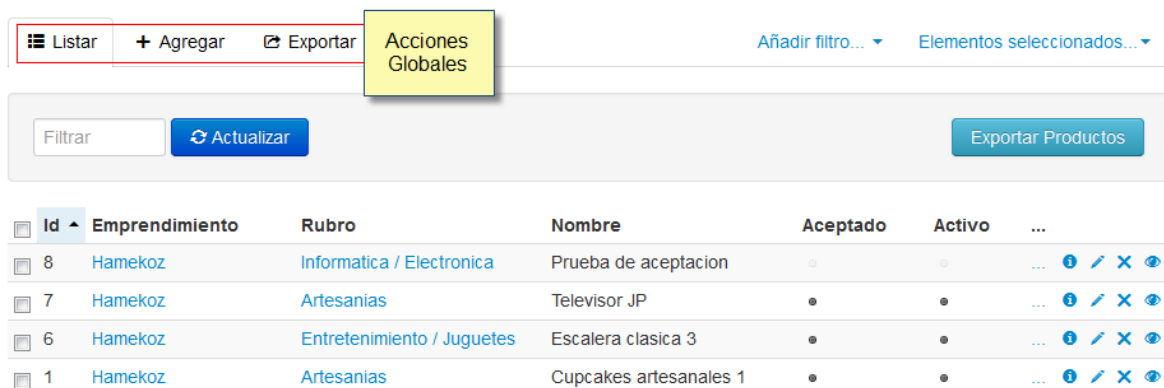 Listar Agregar Exportar Acciones Globales Añadir filtro... Elementos seleccionados...
Filtrar Actualizar Exportar Productos
Id Emprendimiento Rubro Nombre Aceptado Activo ...
8 Hamekoz Informatica / Electronica Prueba de aceptacion ...
7 Hamekoz Artesanias Televisor JP ...
6 Hamekoz Entretenimiento / Juguetes Escalera clasica 3 ...
1 Hamekoz Artesanias Cupcakes artesanales 1 ...